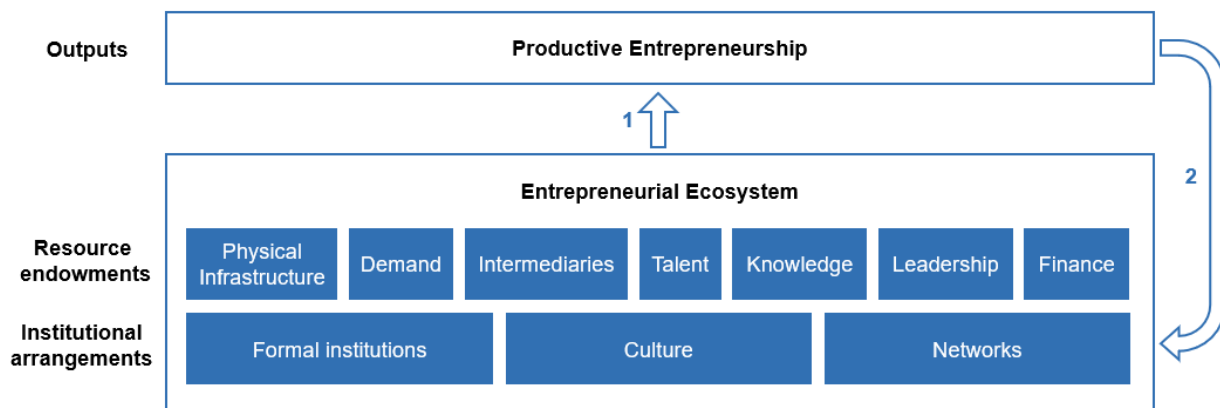 Outputs
Productive Entrepreneurship
1
2
Entrepreneurial Ecosystem
Resource
endowments
Physical
Infrastructure
Demand
Intermediaries
Talent
Knowledge
Leadership
Finance
Institutional
arrangements
Formal institutions
Culture
Networks